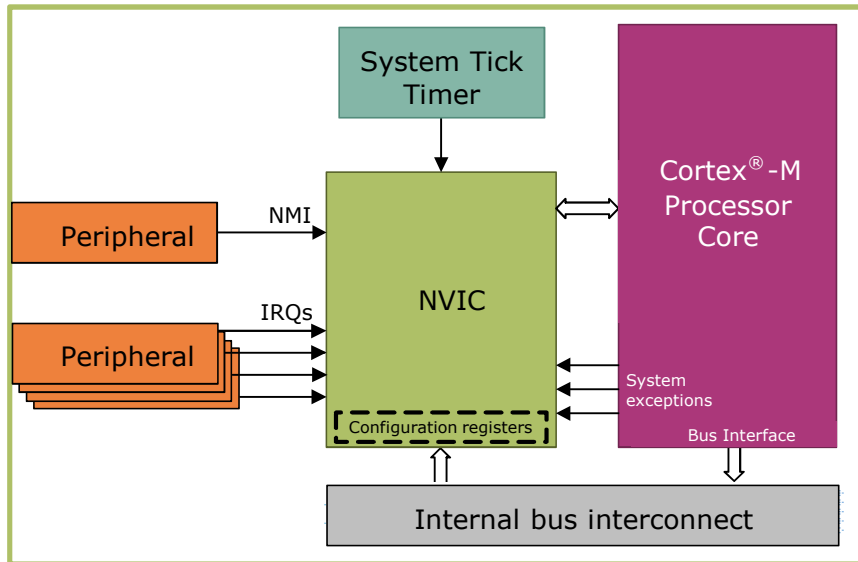 System Tick
Timer
Cortex®-M
Processor
Core
Peripheral
NMI
NVIC
IRQs
Peripheral
System
exceptions
Configuration registers
Bus Interface
Internal bus interconnect